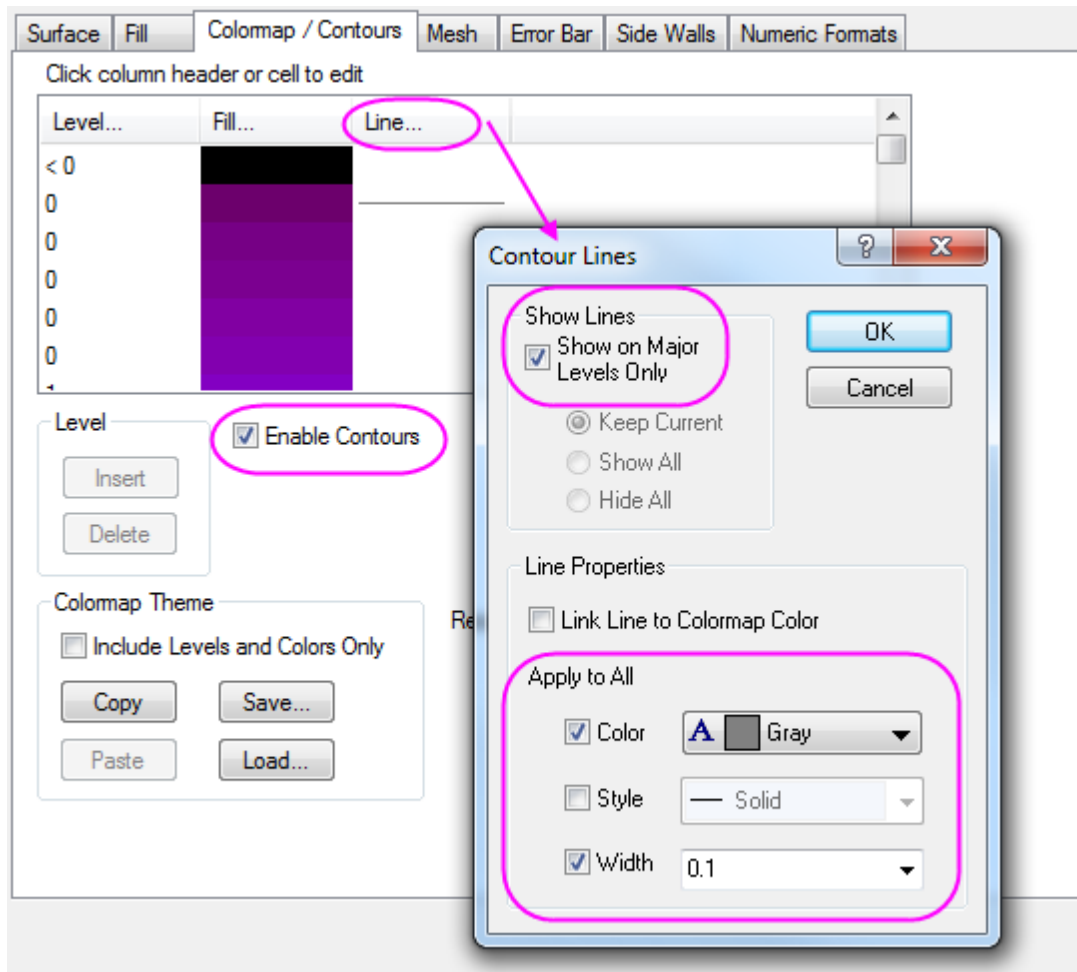 Surface Fill Colormap / Contours Mesh Error Bar Side Walls Numeric Formats
Click column header or cell to edit
Level... Fill... Line...
< 0
0
0
0
0
0
Level
Insert
Delete
Enable Contours
Colormap Theme
Include Levels and Colors Only
Copy Save...
Paste Load...
Re
Contour Lines
Show Lines
Show on Major
Levels Only
Keep Current
Show All
Hide All
OK
Cancel
Line Properties
Link Line to Colormap Color
Apply to All
Color A Gray
Style Solid
Width 0.1